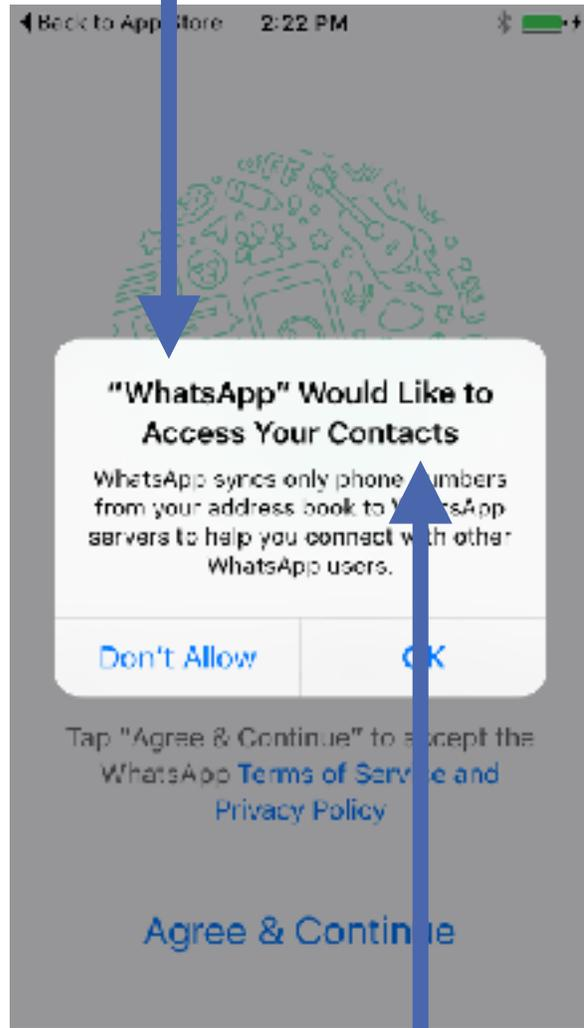 Back to App Store 2:22 PM
“WhatsApp” Would Like to
Access Your Contacts
WhatsApp syncs only phone numbers
from your address book to WhatsApp
servers to help you connect with other
WhatsApp users.
Don't Allow OK
Tap "Agree & Continue" to accept the
WhatsApp Terms of Service and
Privacy Policy
Agree & Continue